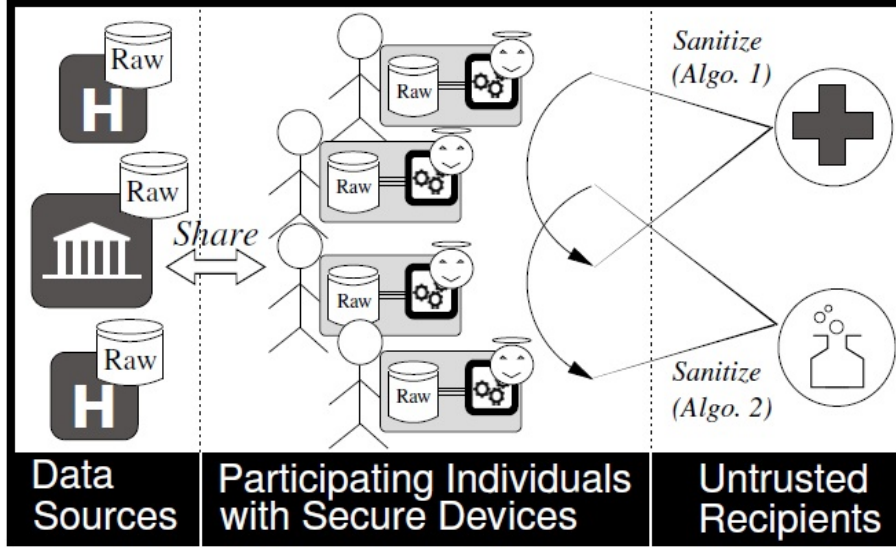 Raw
H
Raw
Share
Raw
H
Raw
Raw
Raw
Raw
Sanitize
(Algo. 1)
Sanitize
(Algo. 2)
Data
Sources
Participating Individuals
with Secure Devices
Untrusted
Recipients